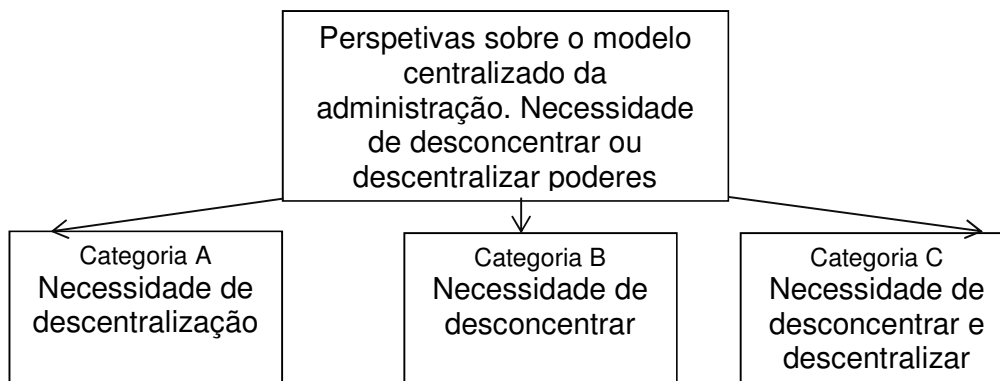 Perspetivas sobre o modelo
centralizado da
administração. Necessidade
de desconcentrar ou
descentralizar poderes
Categoria A
Necessidade de
descentralização
Categoria B
Necessidade de
desconcentrar
Categoria C
Necessidade de
desconcentrar e
descentralizar